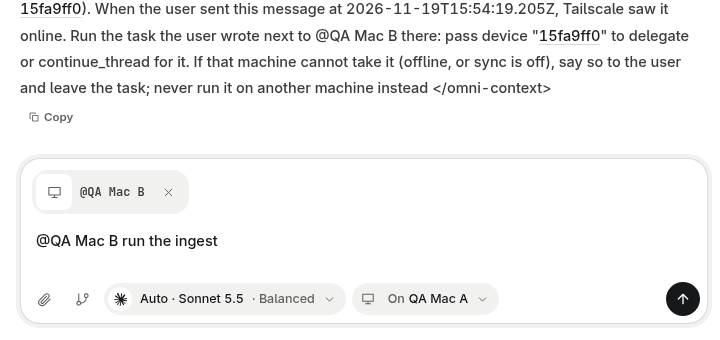 15fa9ff0). When the user sent this message at 2026-11-19T15:54:19.205Z, Tailscale saw it
online. Run the task the user wrote next to @QA Mac B there: pass device "15fa9ff0" to delegate
or continue_thread for it. If that machine cannot take it (offline, or sync is off), say so to the user
and leave the task; never run it on another machine instead </omni-context>
Copy
@QA Mac B
@QA Mac B run the ingest
Auto · Sonnet 5.5 · Balanced On QA Mac A